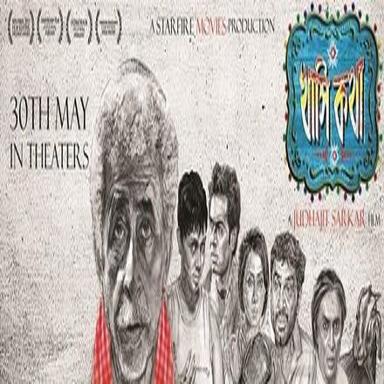 A STARFIRE MOVIES PRODUCTION
30TH MAY
IN THEATERS
খাসি কথা
A JUDHAJIT SARKAR FILM